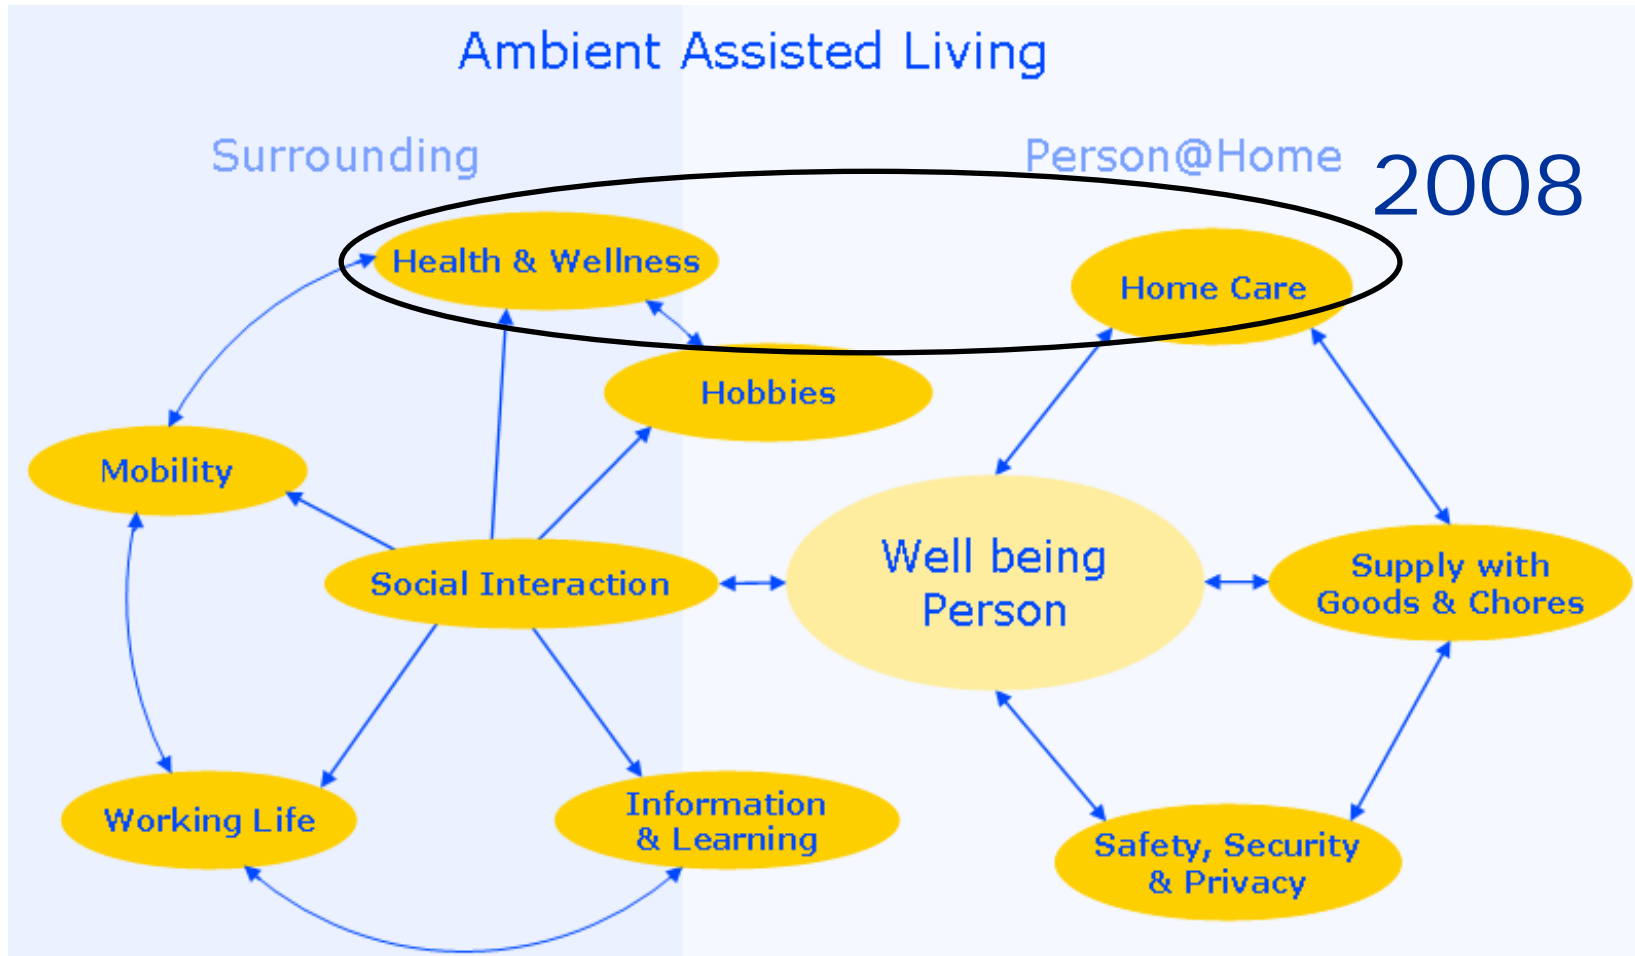 Ambient Assisted Living
Surrounding
Person@Home
2008
Health & Wellness
Home Care
Hobbies
Mobility
Social Interaction
Well being
Person
Supply with
Goods & Chores
Working Life
Information
& Learning
Safety, Security
& Privacy